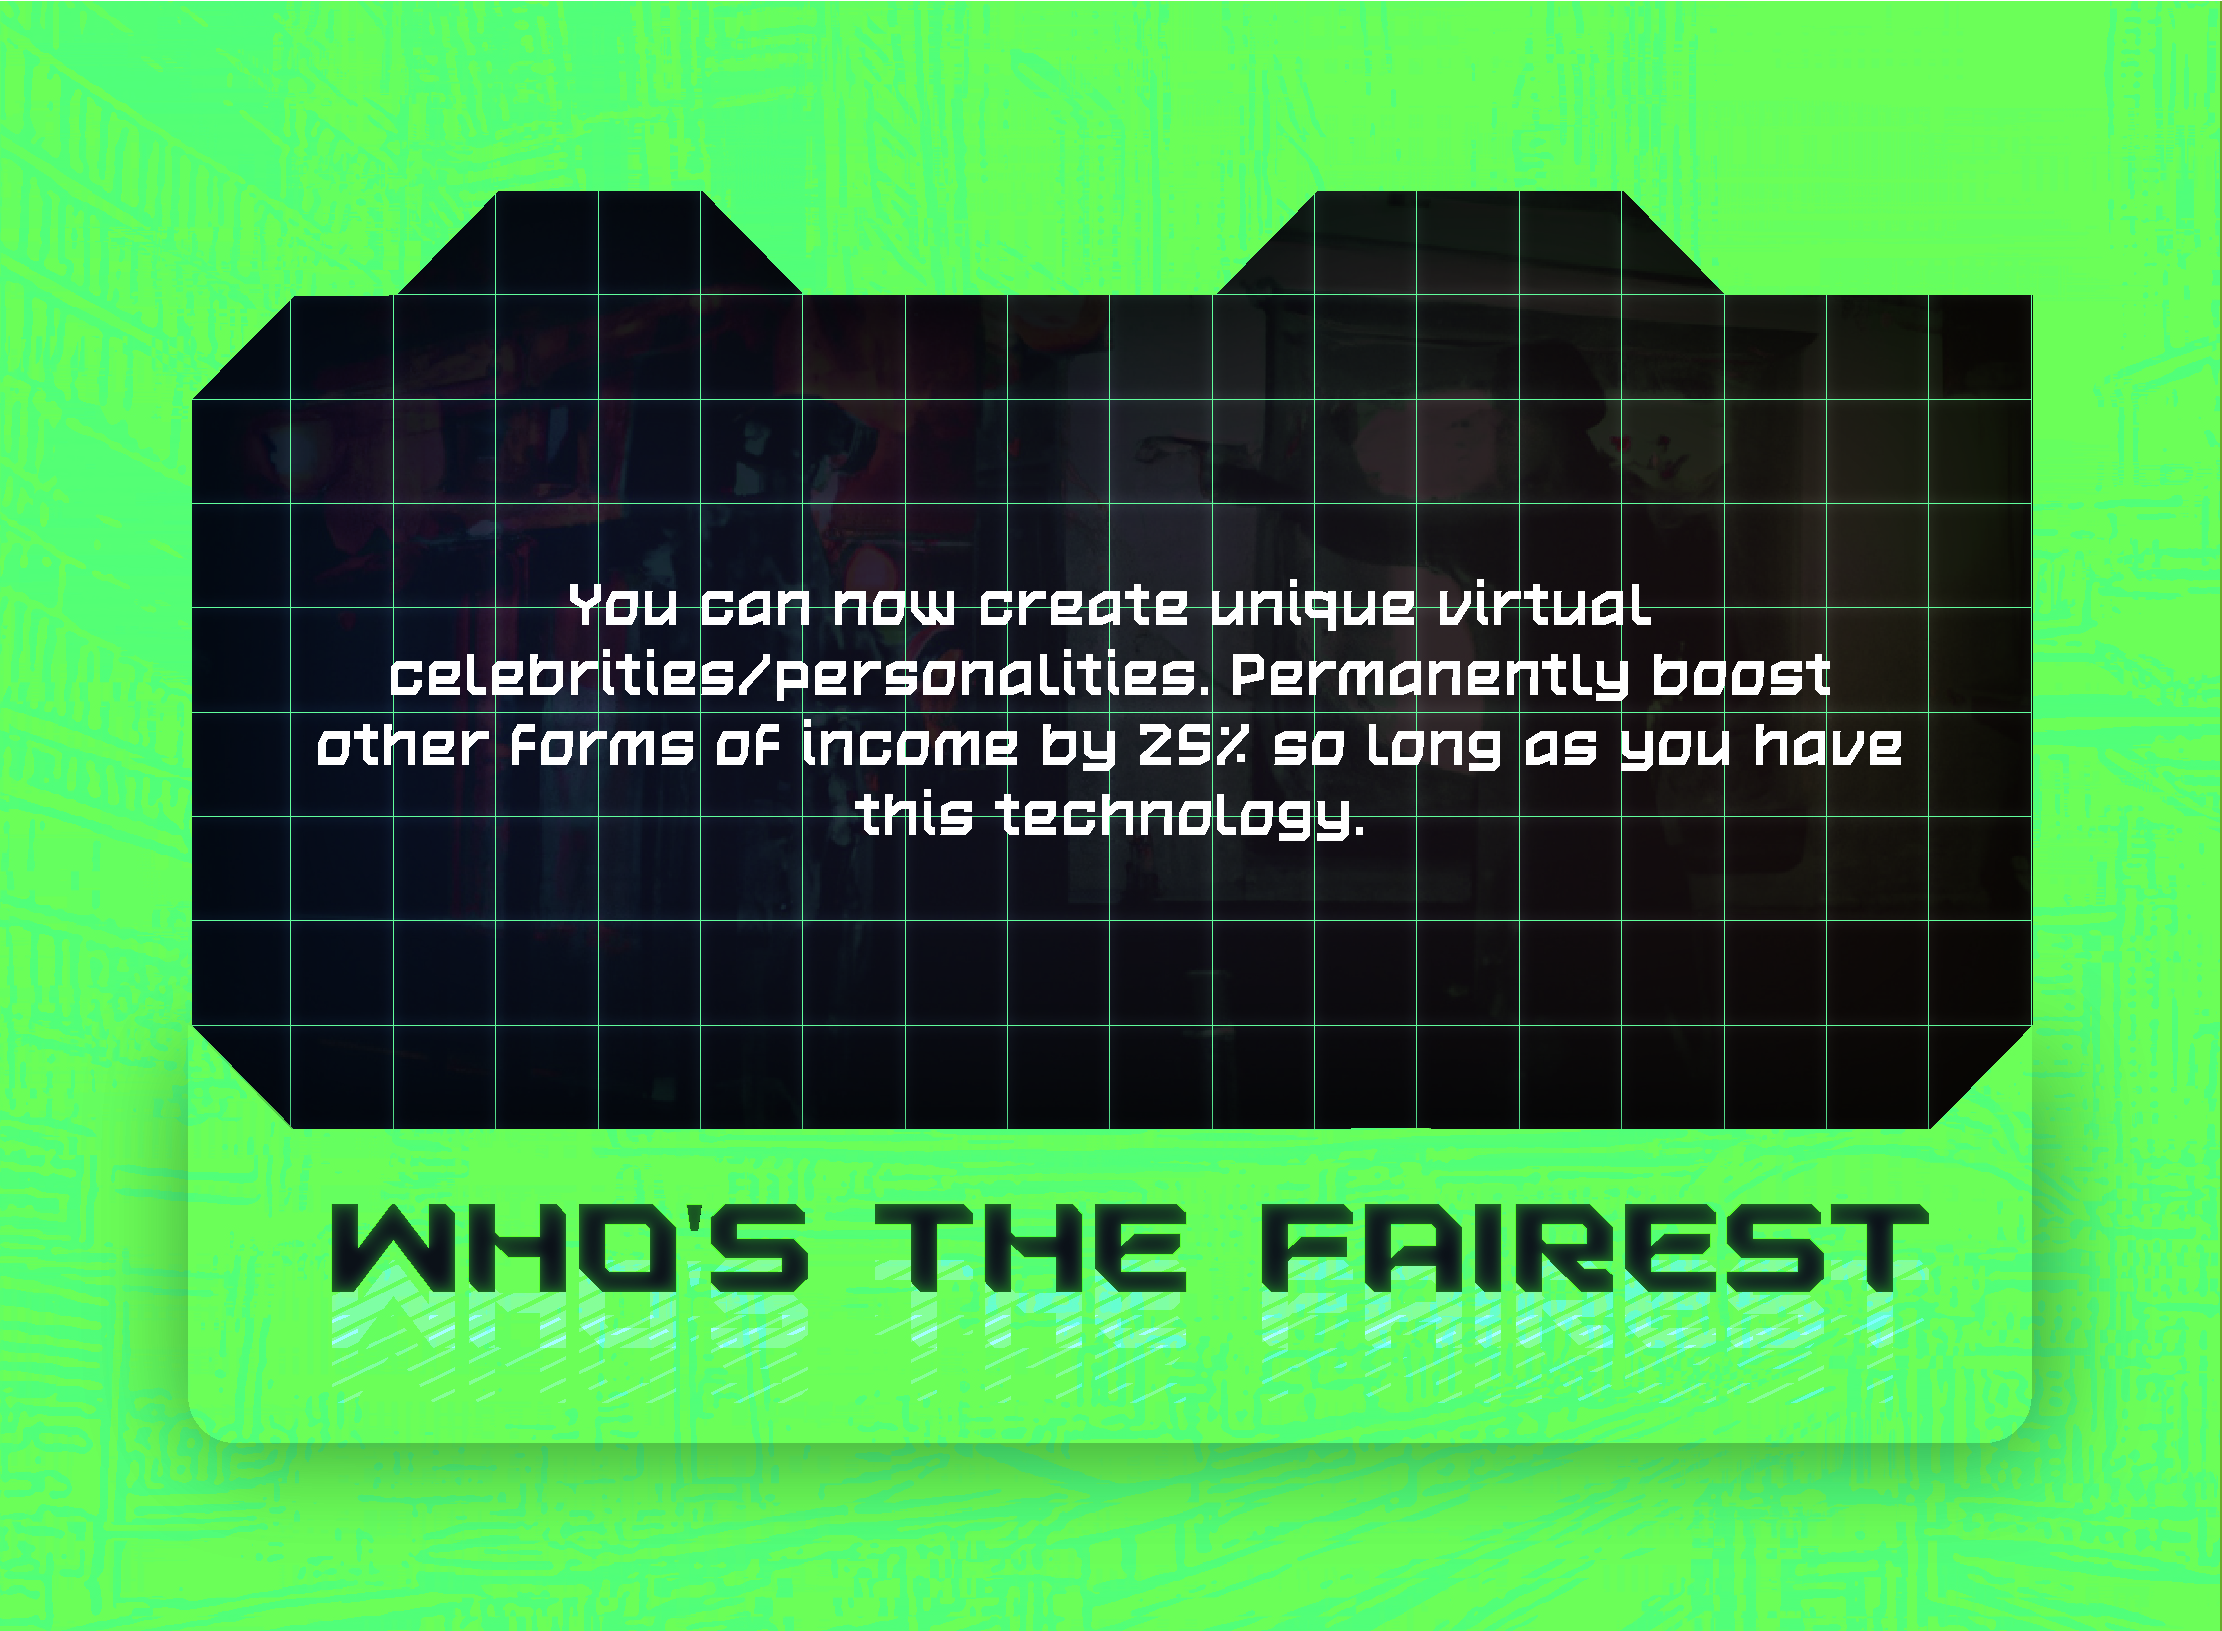 You can now create unique virtual
celebrities/personalities. Permanently boost
other forms of income by 25% so long as you have
this technology.
WHO'S THE FAIREST